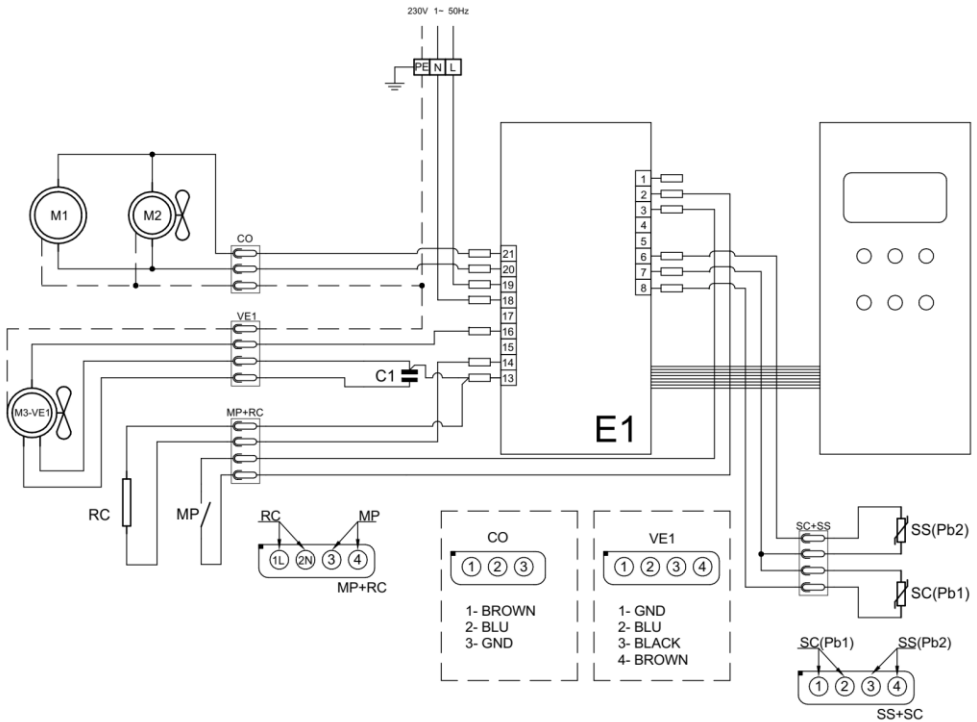 230V 1~ 50Hz
PE N L
M1
M2
CO
VE1
C1
M3-VE1
MP+RC
RC
MP
21
20
19
18
17
16
15
14
13
E1
1
2
3
4
5
6
7
8
SC+SS
SS(Pb2)
SC(Pb1)
RC MP
1L 2N 3 4
MP+RC
CO
1 2 3
1- BROWN
2- BLU
3- GND
VE1
1 2 3 4
1- GND
2- BLU
3- BLACK
4- BROWN
SC(Pb1) SS(Pb2)
1 2 3 4
SS+SC